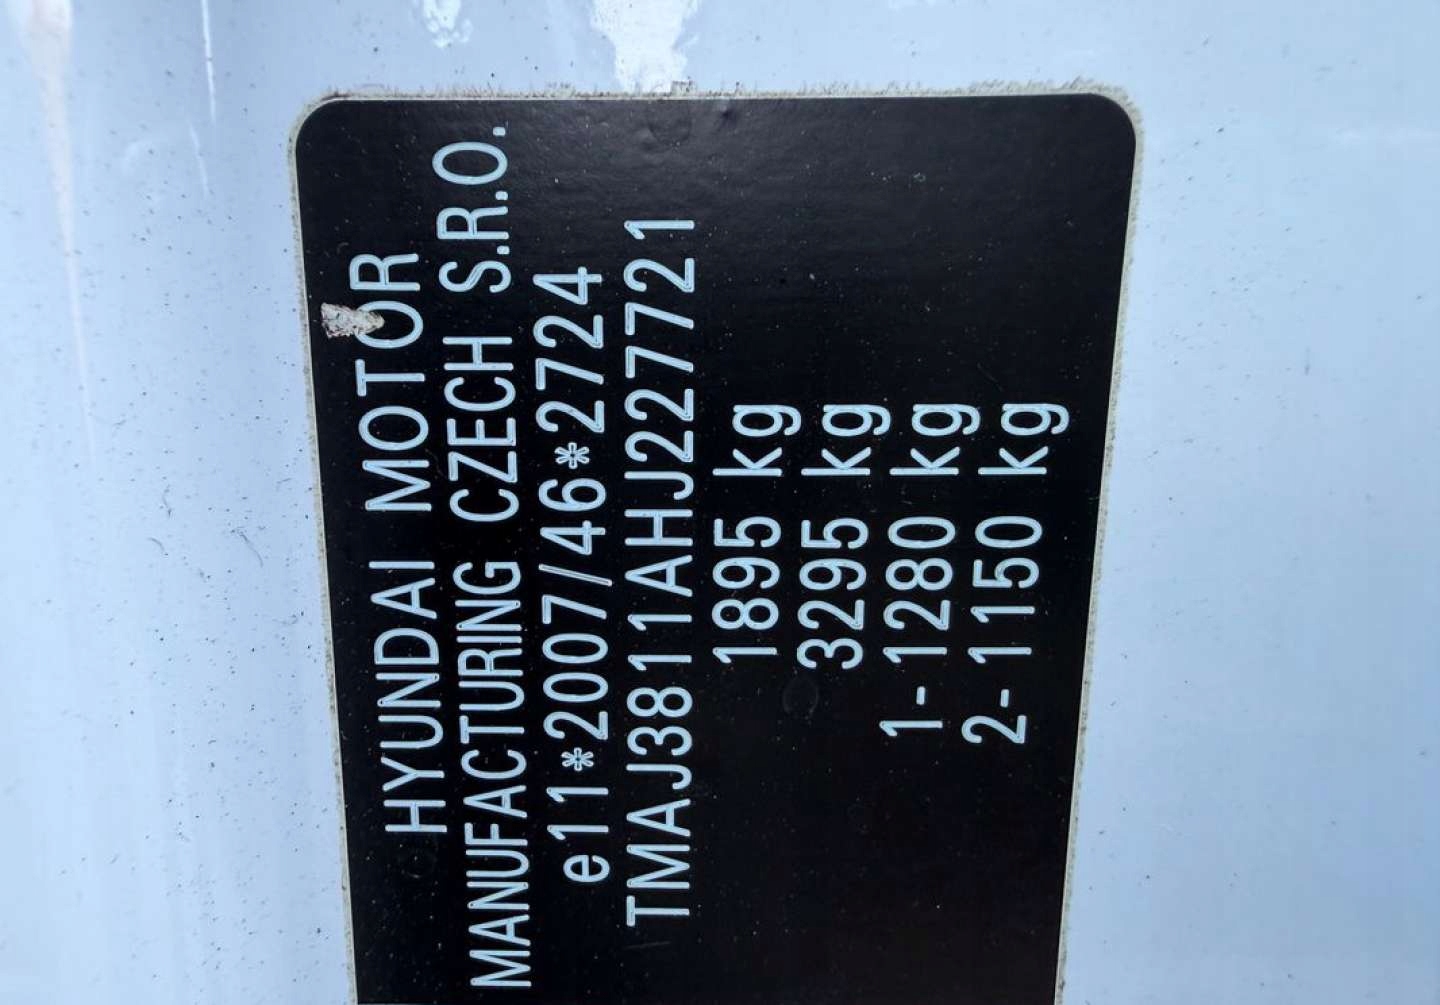 HYUNDAI MOTOR
MANUFACTURING CZECH S.R.O.
e11*2007/46*2724
TMAJ3811AHJ227721
1895 kg
3295 kg
1-1280 kg
2-1150 kg